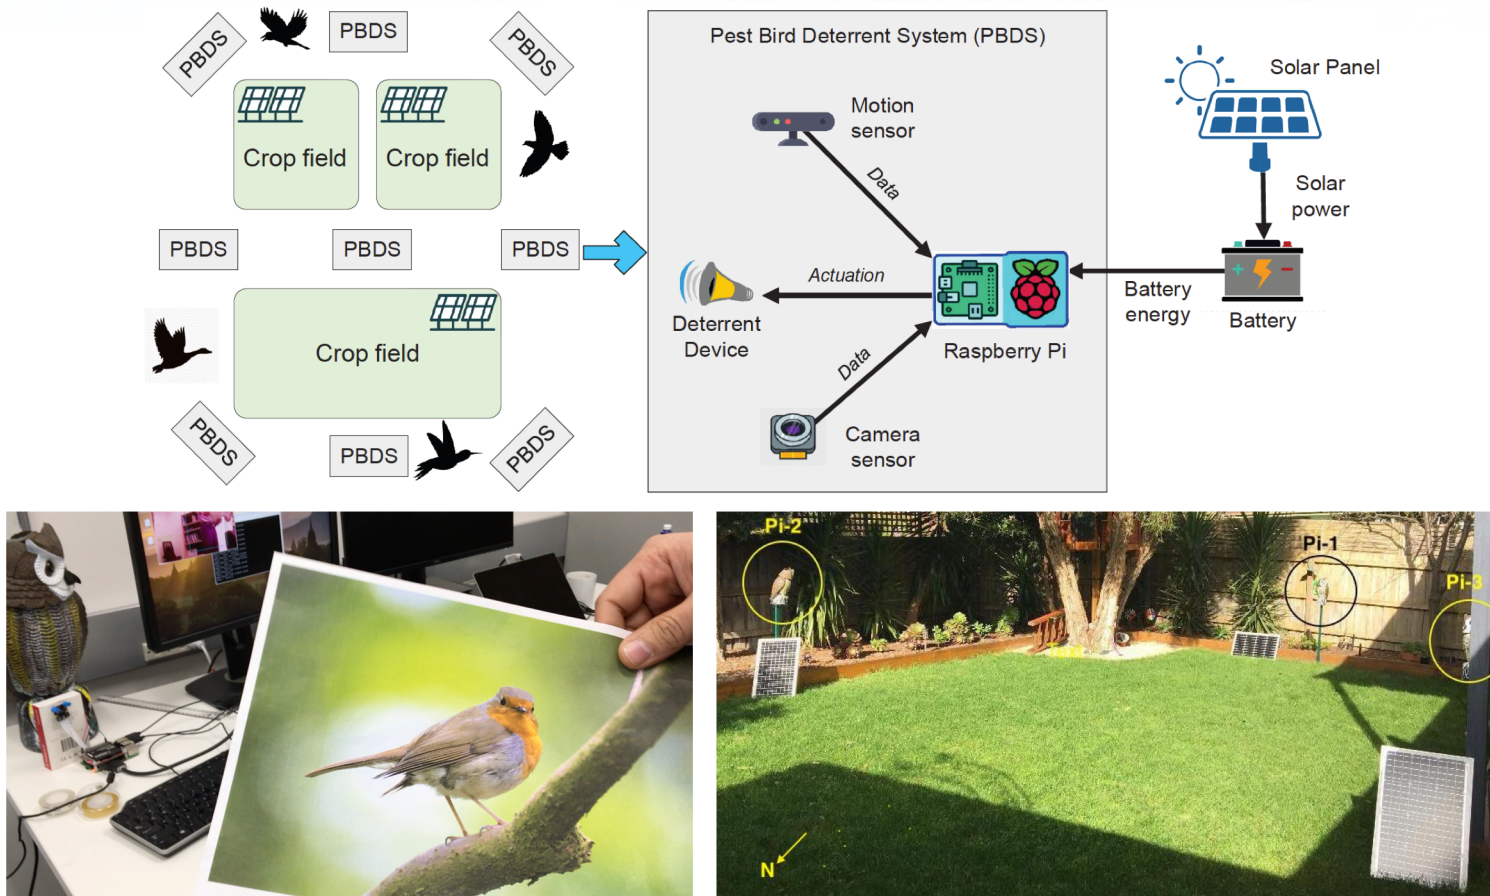 PBDS
PBDS
PBDS
Crop field
Crop field
PBDS
PBDS
PBDS
Crop field
PBDS
PBDS
PBDS
Pest Bird Deterrent System (PBDS)
Motion
sensor
Data
Actuation
Deterrent
Device
Data
Raspberry Pi
Camera
sensor
Solar Panel
Solar
power
Battery
energy
Battery
Pi-2
Pi-1
Pi-3
N